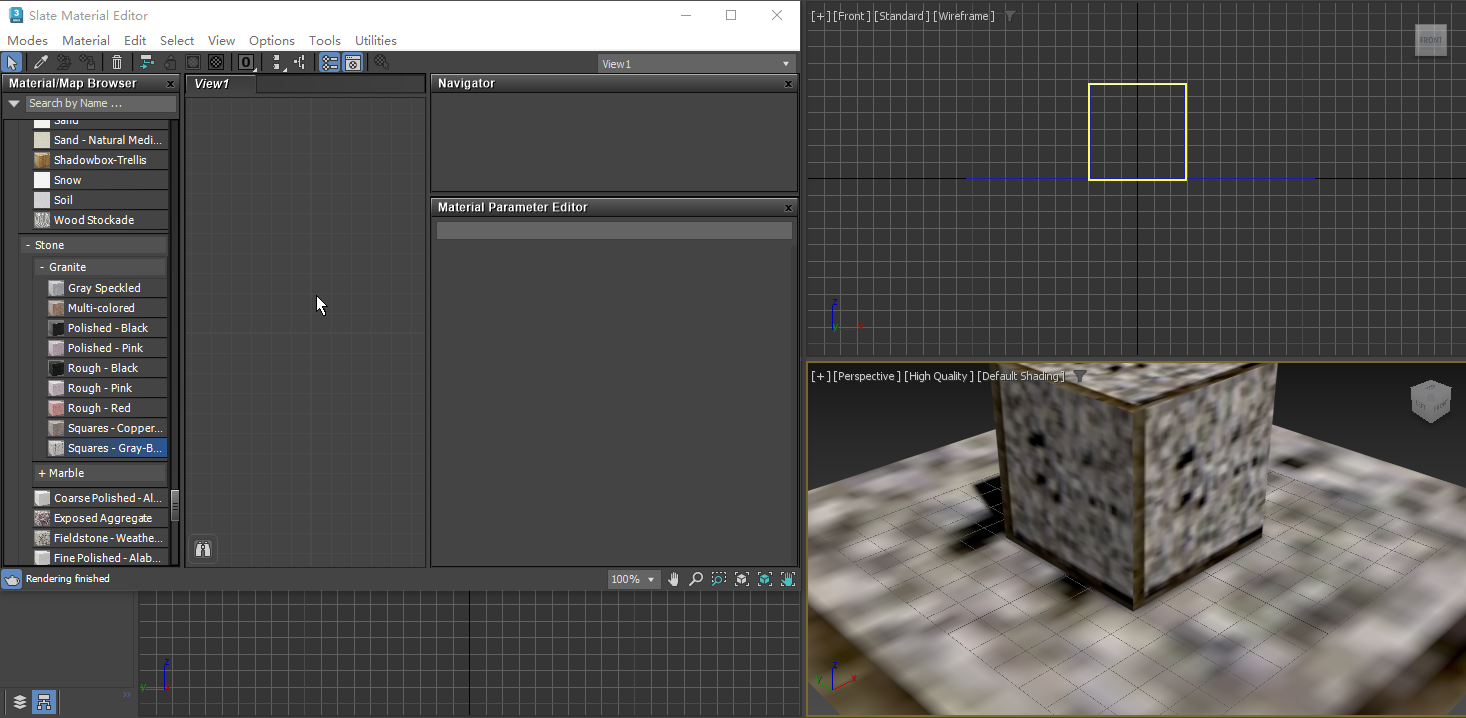 Slate Material Editor
Modes Material Edit Select View Options Tools Utilities
0
View1
Material/Map Browser
Search by Name ...
Sand
Sand - Natural Medi...
Shadowbox-Trellis
Snow
Soil
Wood Stockade
- Stone
- Granite
Gray Speckled
Multi-colored
Polished - Black
Polished - Pink
Rough - Black
Rough - Pink
Rough - Red
Squares - Copper...
Squares - Gray-B...
+ Marble
Coarse Polished - Al...
Exposed Aggregate
Fieldstone - Weathe...
Fine Polished - Alab...
View1
Navigator
Material Parameter Editor
Rendering finished
100%
z
y
[+] [Front] [Standard] [Wireframe]
FRONT
z
y
x
[+] [Perspective] [High Quality] [Default Shading]
z
y
x